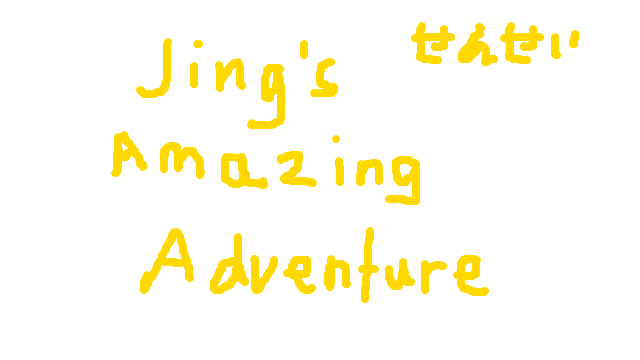 せんせい
Jing's
Amazing
Adventure